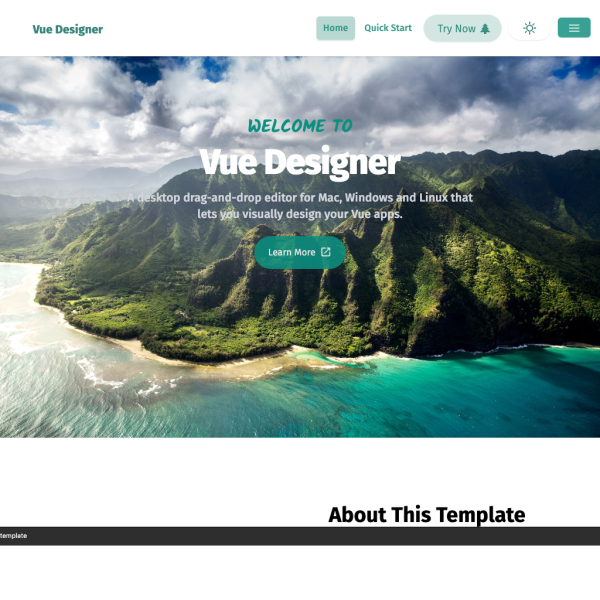 Vue Designer
Home
Quick Start
Try Now
WELCOME TO
Vue Designer
A desktop drag-and-drop editor for Mac, Windows and Linux that
lets you visually design your Vue apps.
Learn More
About This Template
template